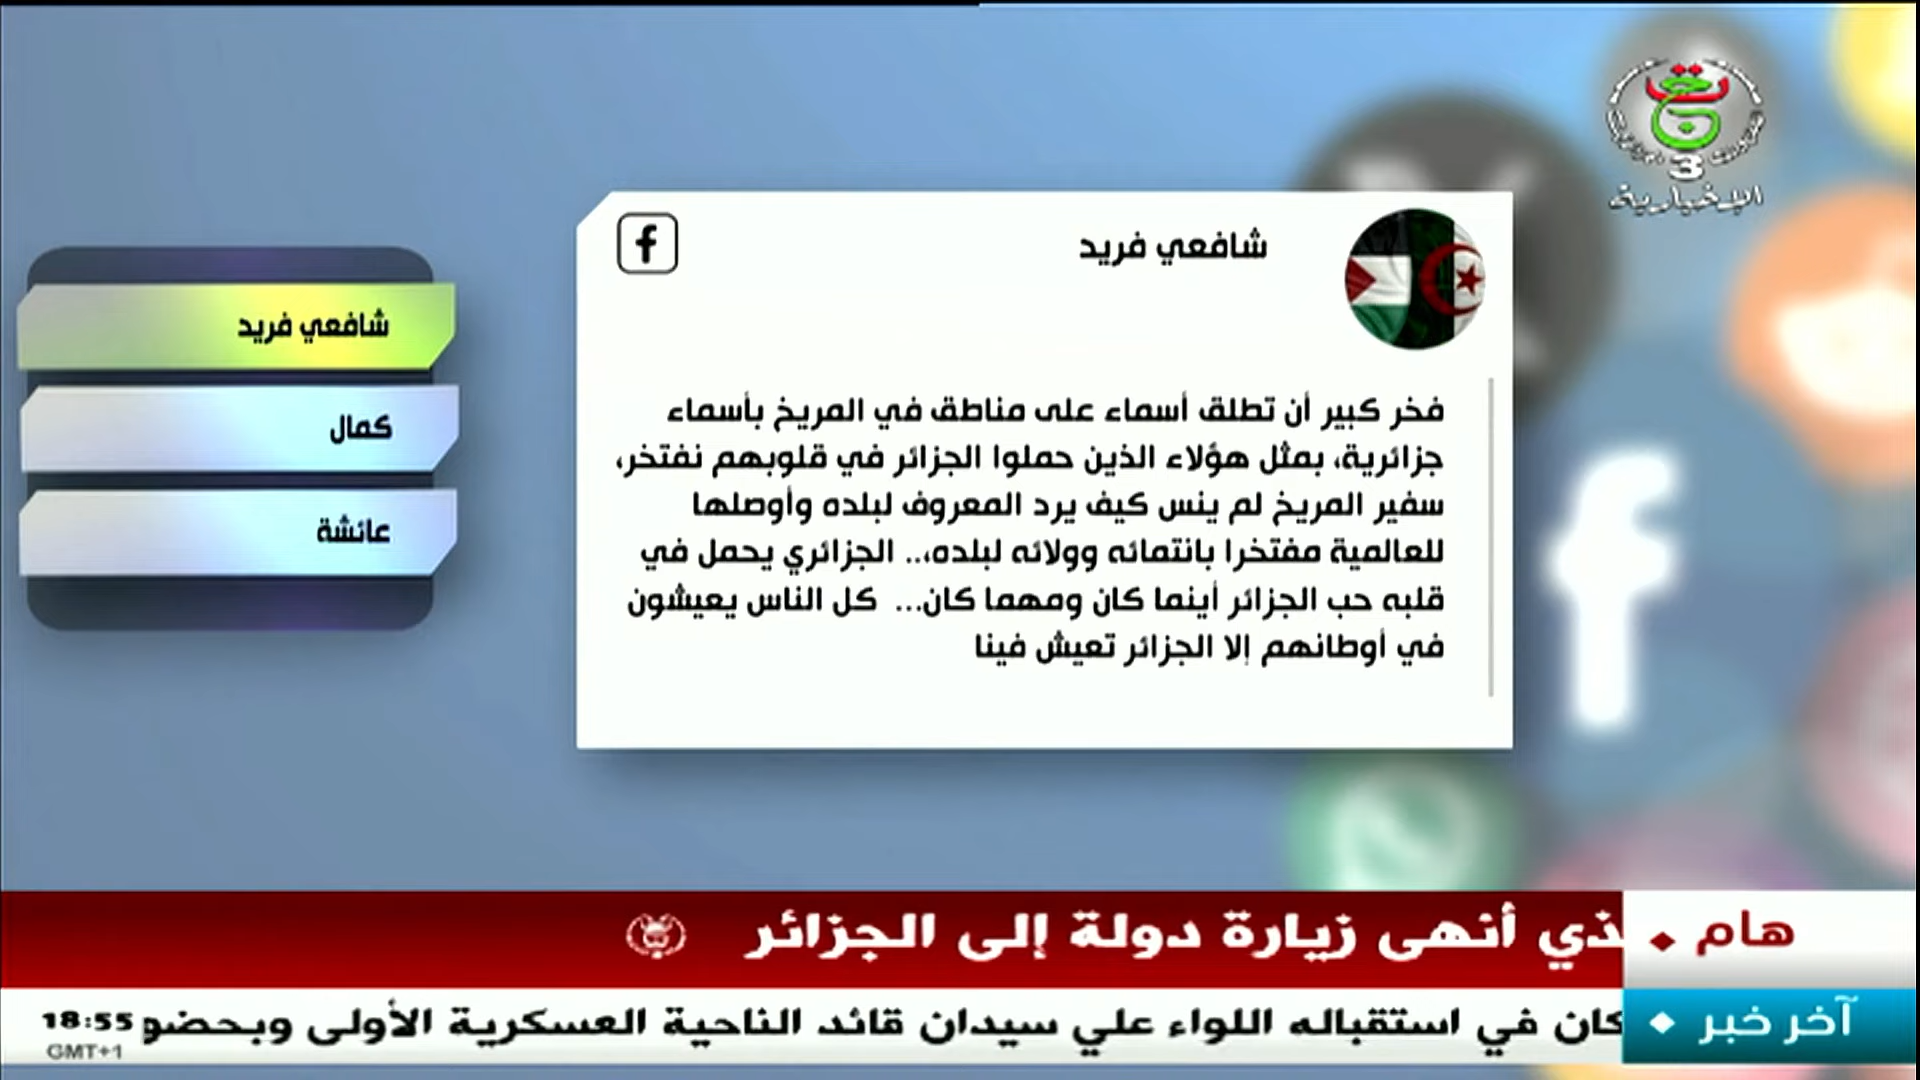 3
الإخبارية
شافعي فريد
فخر كبير أن تطلق أسماء على مناطق في المريخ بأسماء
جزائرية، بمثل هؤلاء الذين حملوا الجزائر في قلوبهم نفتخر،
سفير المريخ لم ينس كيف يرد المعروف لبلده وأوصلها
للعالمية مفتخرا بانتمائه وولائه لبلده،.. الجزائري يحمل في
قلبه حب الجزائر أينما كان ومهما كان... كل الناس يعيشون
في أوطانهم إلا الجزائر تعيش فينا
شافعي فريد
كمال
عائشة
هام
ذي أنهى زيارة دولة إلى الجزائر
آخر خبر
كان في استقباله اللواء علي سيدان قائد الناحية العسكرية الأولى وبحضو
18:55
GMT+1